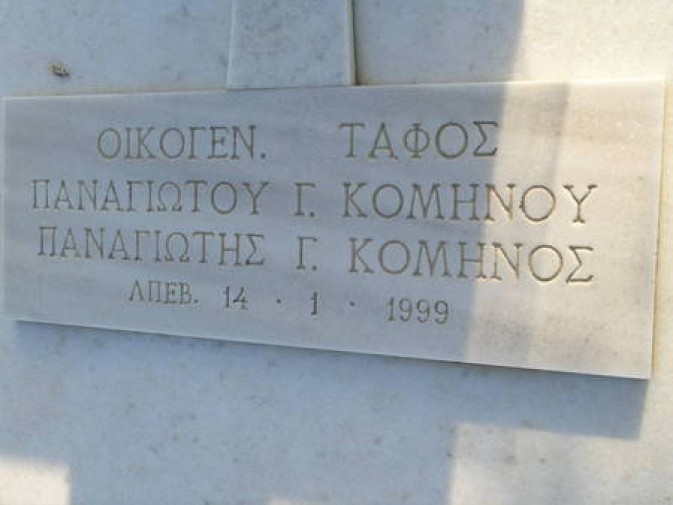 ΟΙΚΟΓΕΝ. ΤΑΦΟΣ
ΠΑΝΑΓΙΩΤΟΥ Γ. ΚΟΜΗΝΟΥ
ΠΑΝΑΓΙΩΤΗΣ Γ. ΚΟΜΗΝΟΣ
ΑΠΕΒ. 14 · 1 · 1999